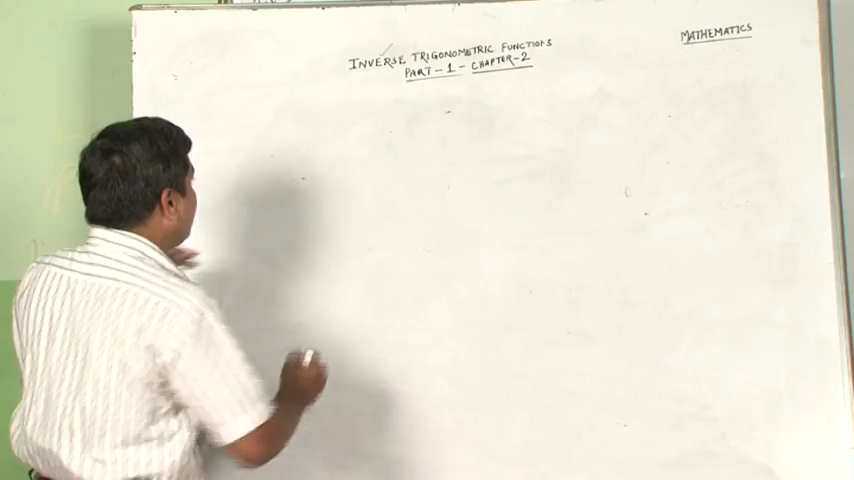 INVERSE TRIGONOMETRIC FUNCTIONS
PART-1 - CHAPTER-2
MATHEMATICS